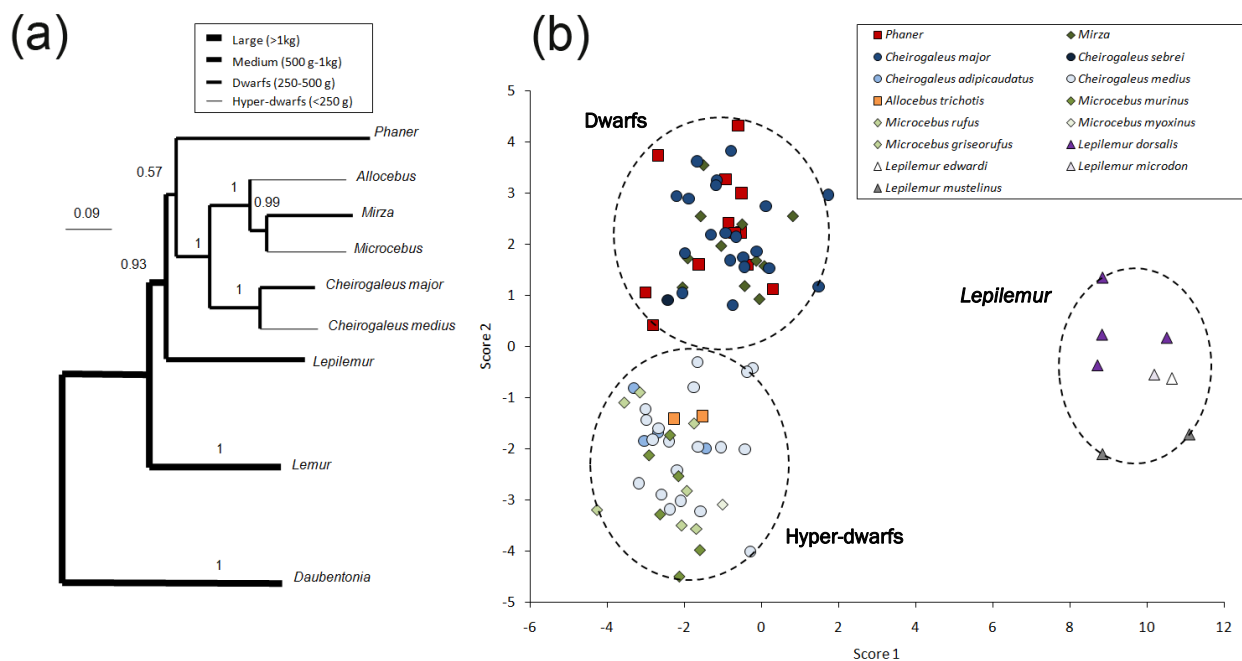 (a)
Large (>1kg)
Medium (500 g-1kg)
Dwarfs (250-500 g)
Hyper-dwarfs (<250 g)
Phaner
0.57
1
Allocebus
0.99
0.09
Mirza
1
Microcebus
0.93
1
Cheirogaleus major
Cheirogaleus medius
Lepilemur
1
Lemur
1
Daubentonia
(b)
Phaner
Mirza
Cheirogaleus major
Cheirogaleus sebrei
Cheirogaleus adipicaudatus
Cheirogaleus medius
Allocebus trichotis
Microcebus murinus
Microcebus rufus
Microcebus myoxinus
Microcebus griseorufus
Lepilemur dorsalis
Lepilemur edwardi
Lepilemur microdon
Lepilemur mustelinus
Dwarfs
Lepilemur
Hyper-dwarfs
Score 2
5
4
3
2
1
0
-1
-2
-3
-4
-5
-6 -4 -2 0 2 4 6 8 10 12
Score 1